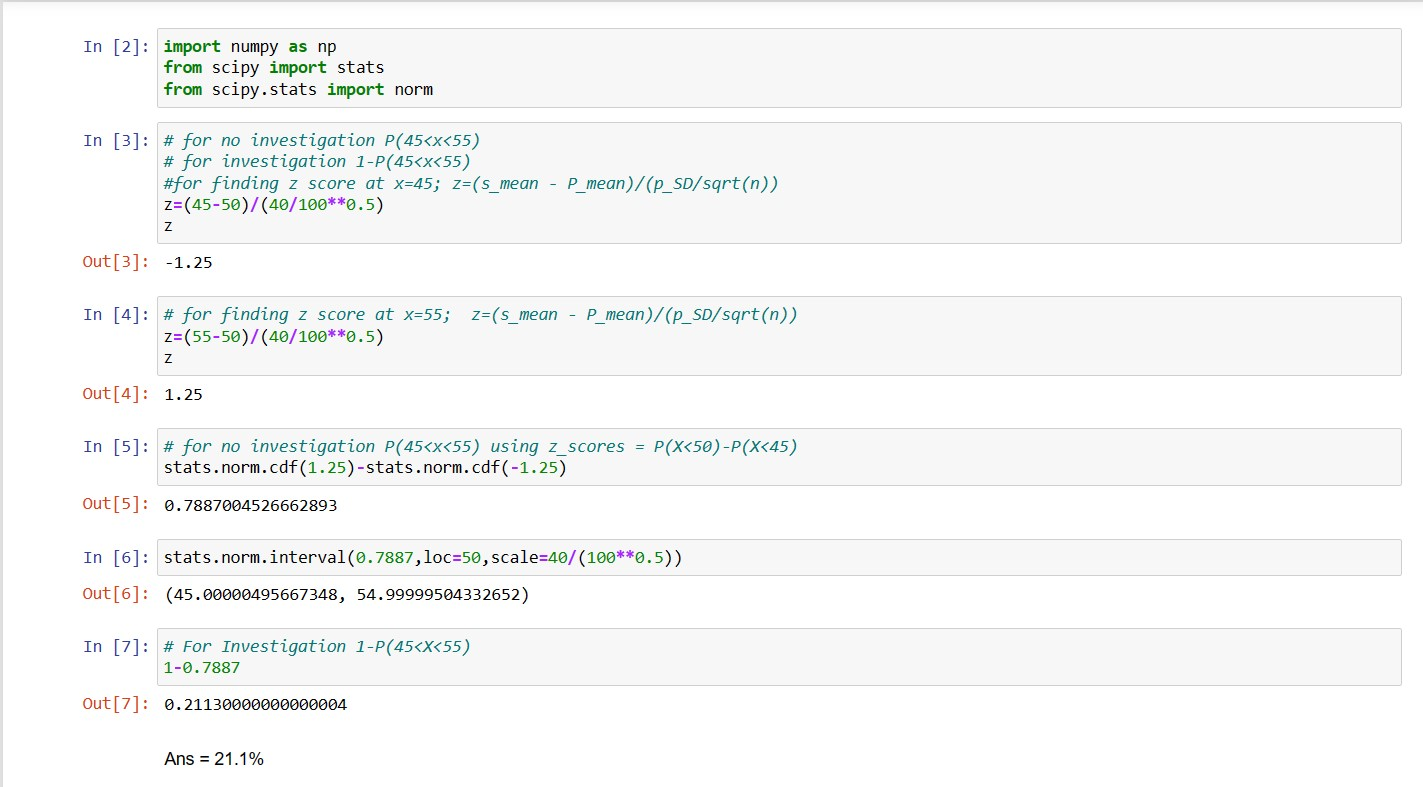 In [2]: import numpy as np
from scipy import stats
from scipy.stats import norm
In [3]: # for no investigation P(45<x<55)
# for investigation 1-P(45<x<55)
#for finding z score at x=45; z=(s_mean - P_mean)/(p_SD/sqrt(n))
z=(45-50)/(40/100**0.5)
z
Out[3]: -1.25
In [4]: # for finding z score at x=55;  z=(s_mean - P_mean)/(p_SD/sqrt(n))
z=(55-50)/(40/100**0.5)
z
Out[4]: 1.25
In [5]: # for no investigation P(45<x<55) using z_scores = P(X<50)-P(X<45)
stats.norm.cdf(1.25)-stats.norm.cdf(-1.25)
Out[5]: 0.7887004526662893
In [6]: stats.norm.interval(0.7887,loc=50,scale=40/(100**0.5))
Out[6]: (45.00000495667348, 54.99999504332652)
In [7]: # For Investigation 1-P(45<X<55)
1-0.7887
Out[7]: 0.21130000000000004
Ans = 21.1%